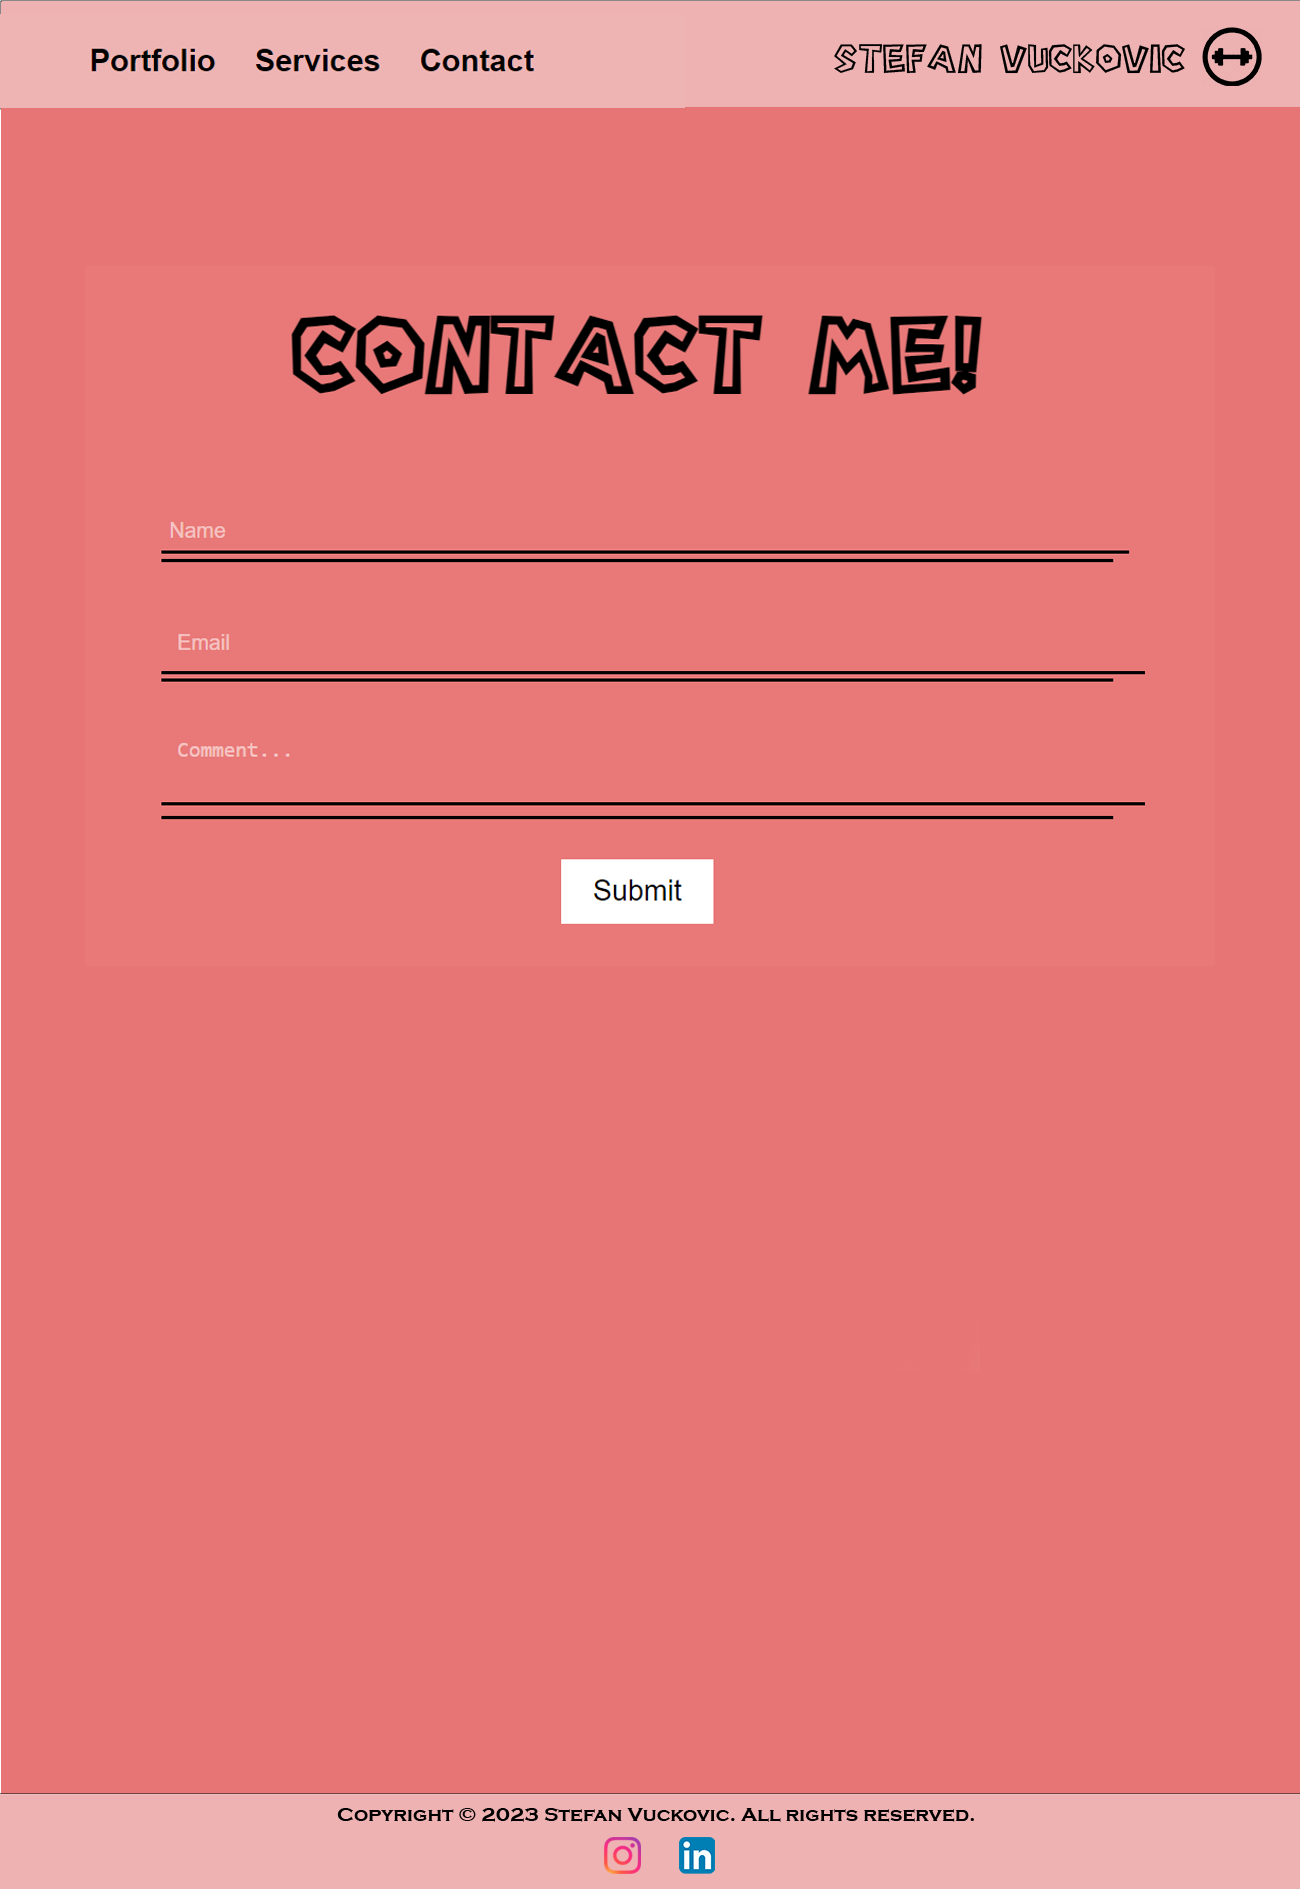 Portfolio Services Contact STEFAN VUCKOVIC
CONTACT ME!
Name
Email
Comment...
Submit
Copyright © 2023 Stefan Vuckovic. All rights reserved.
in